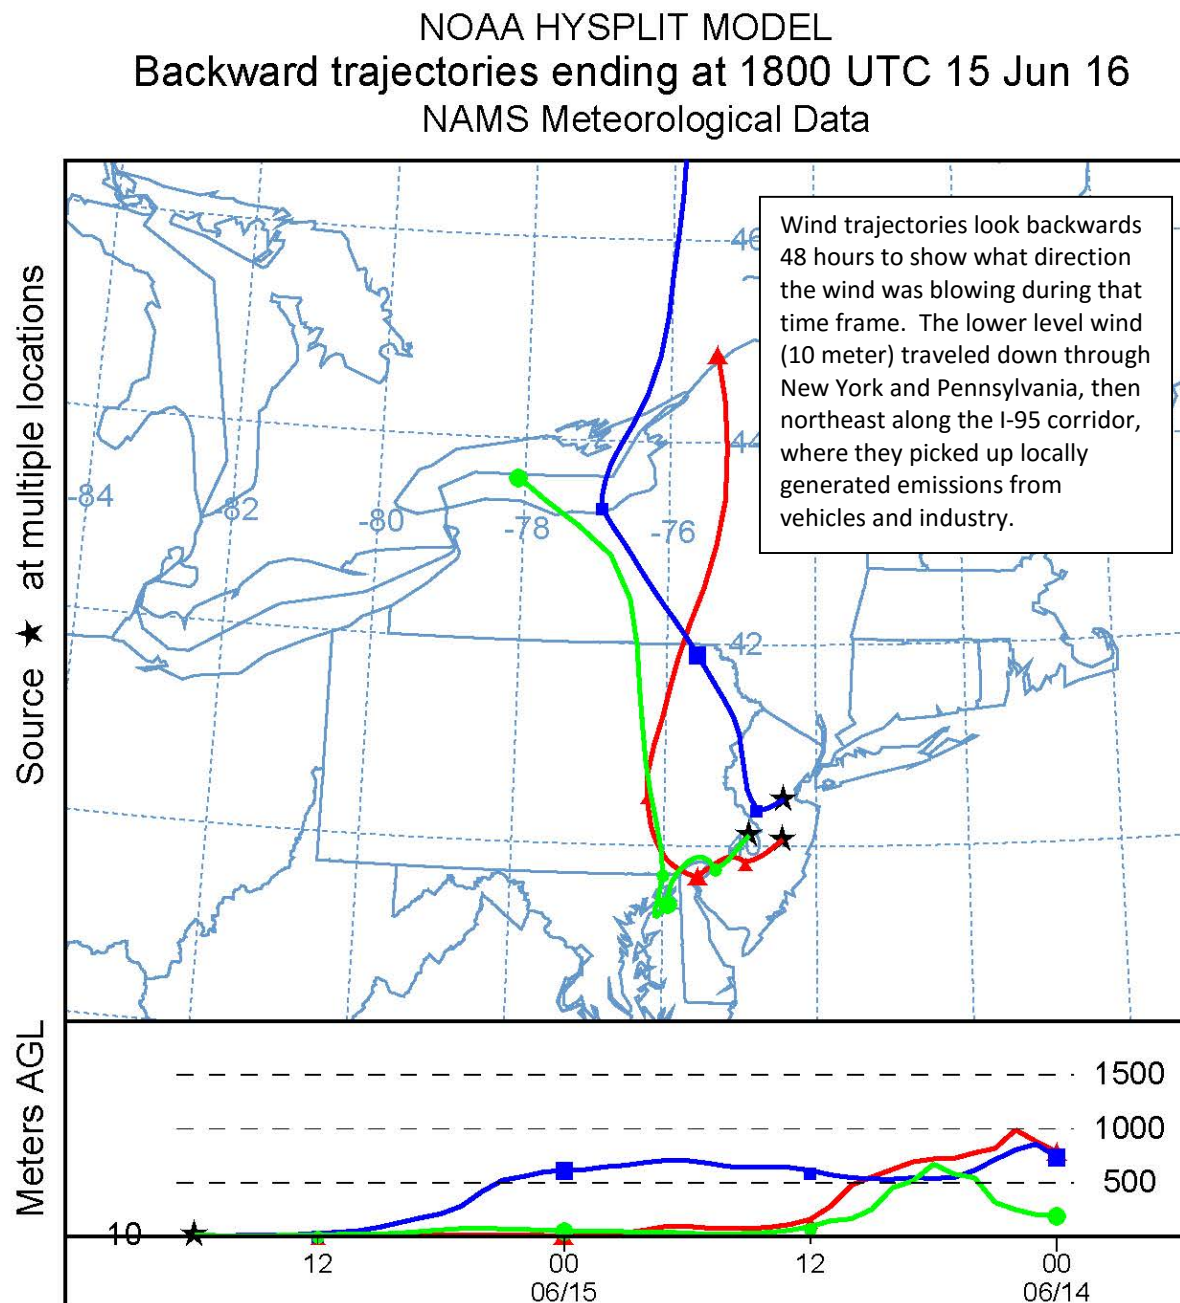 NOAA HYSPLIT MODEL
Backward trajectories ending at 1800 UTC 15 Jun 16
NAMS Meteorological Data
Source ★ at multiple locations
Wind trajectories look backwards
48 hours to show what direction
the wind was blowing during that
time frame.  The lower level wind
(10 meter) traveled down through
New York and Pennsylvania, then
northeast along the I-95 corridor,
where they picked up locally
generated emissions from
vehicles and industry.
46
44
-84
-82
-80
-78
-76
42
Meters AGL
1500
1000
500
10
12
00
12
00
06/15
06/14